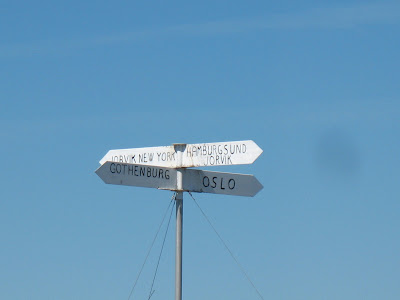 JORVIK NEW YORK
HAMBURGSUND
JORVIK
GOTHENBURG
OSLO